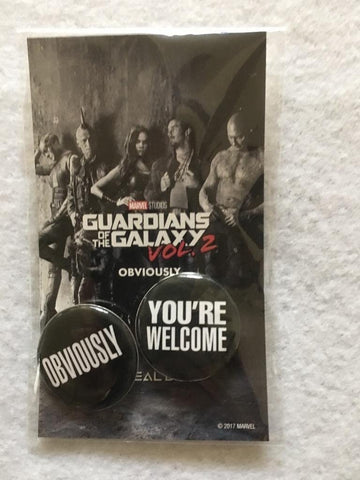 MARVEL STUDIOS
GUARDIANS
OF THE GALAXY
VOL. 2
OBVIOUSLY
YOU'RE
WELCOME
OBVIOUSLY
© 2017 MARVEL